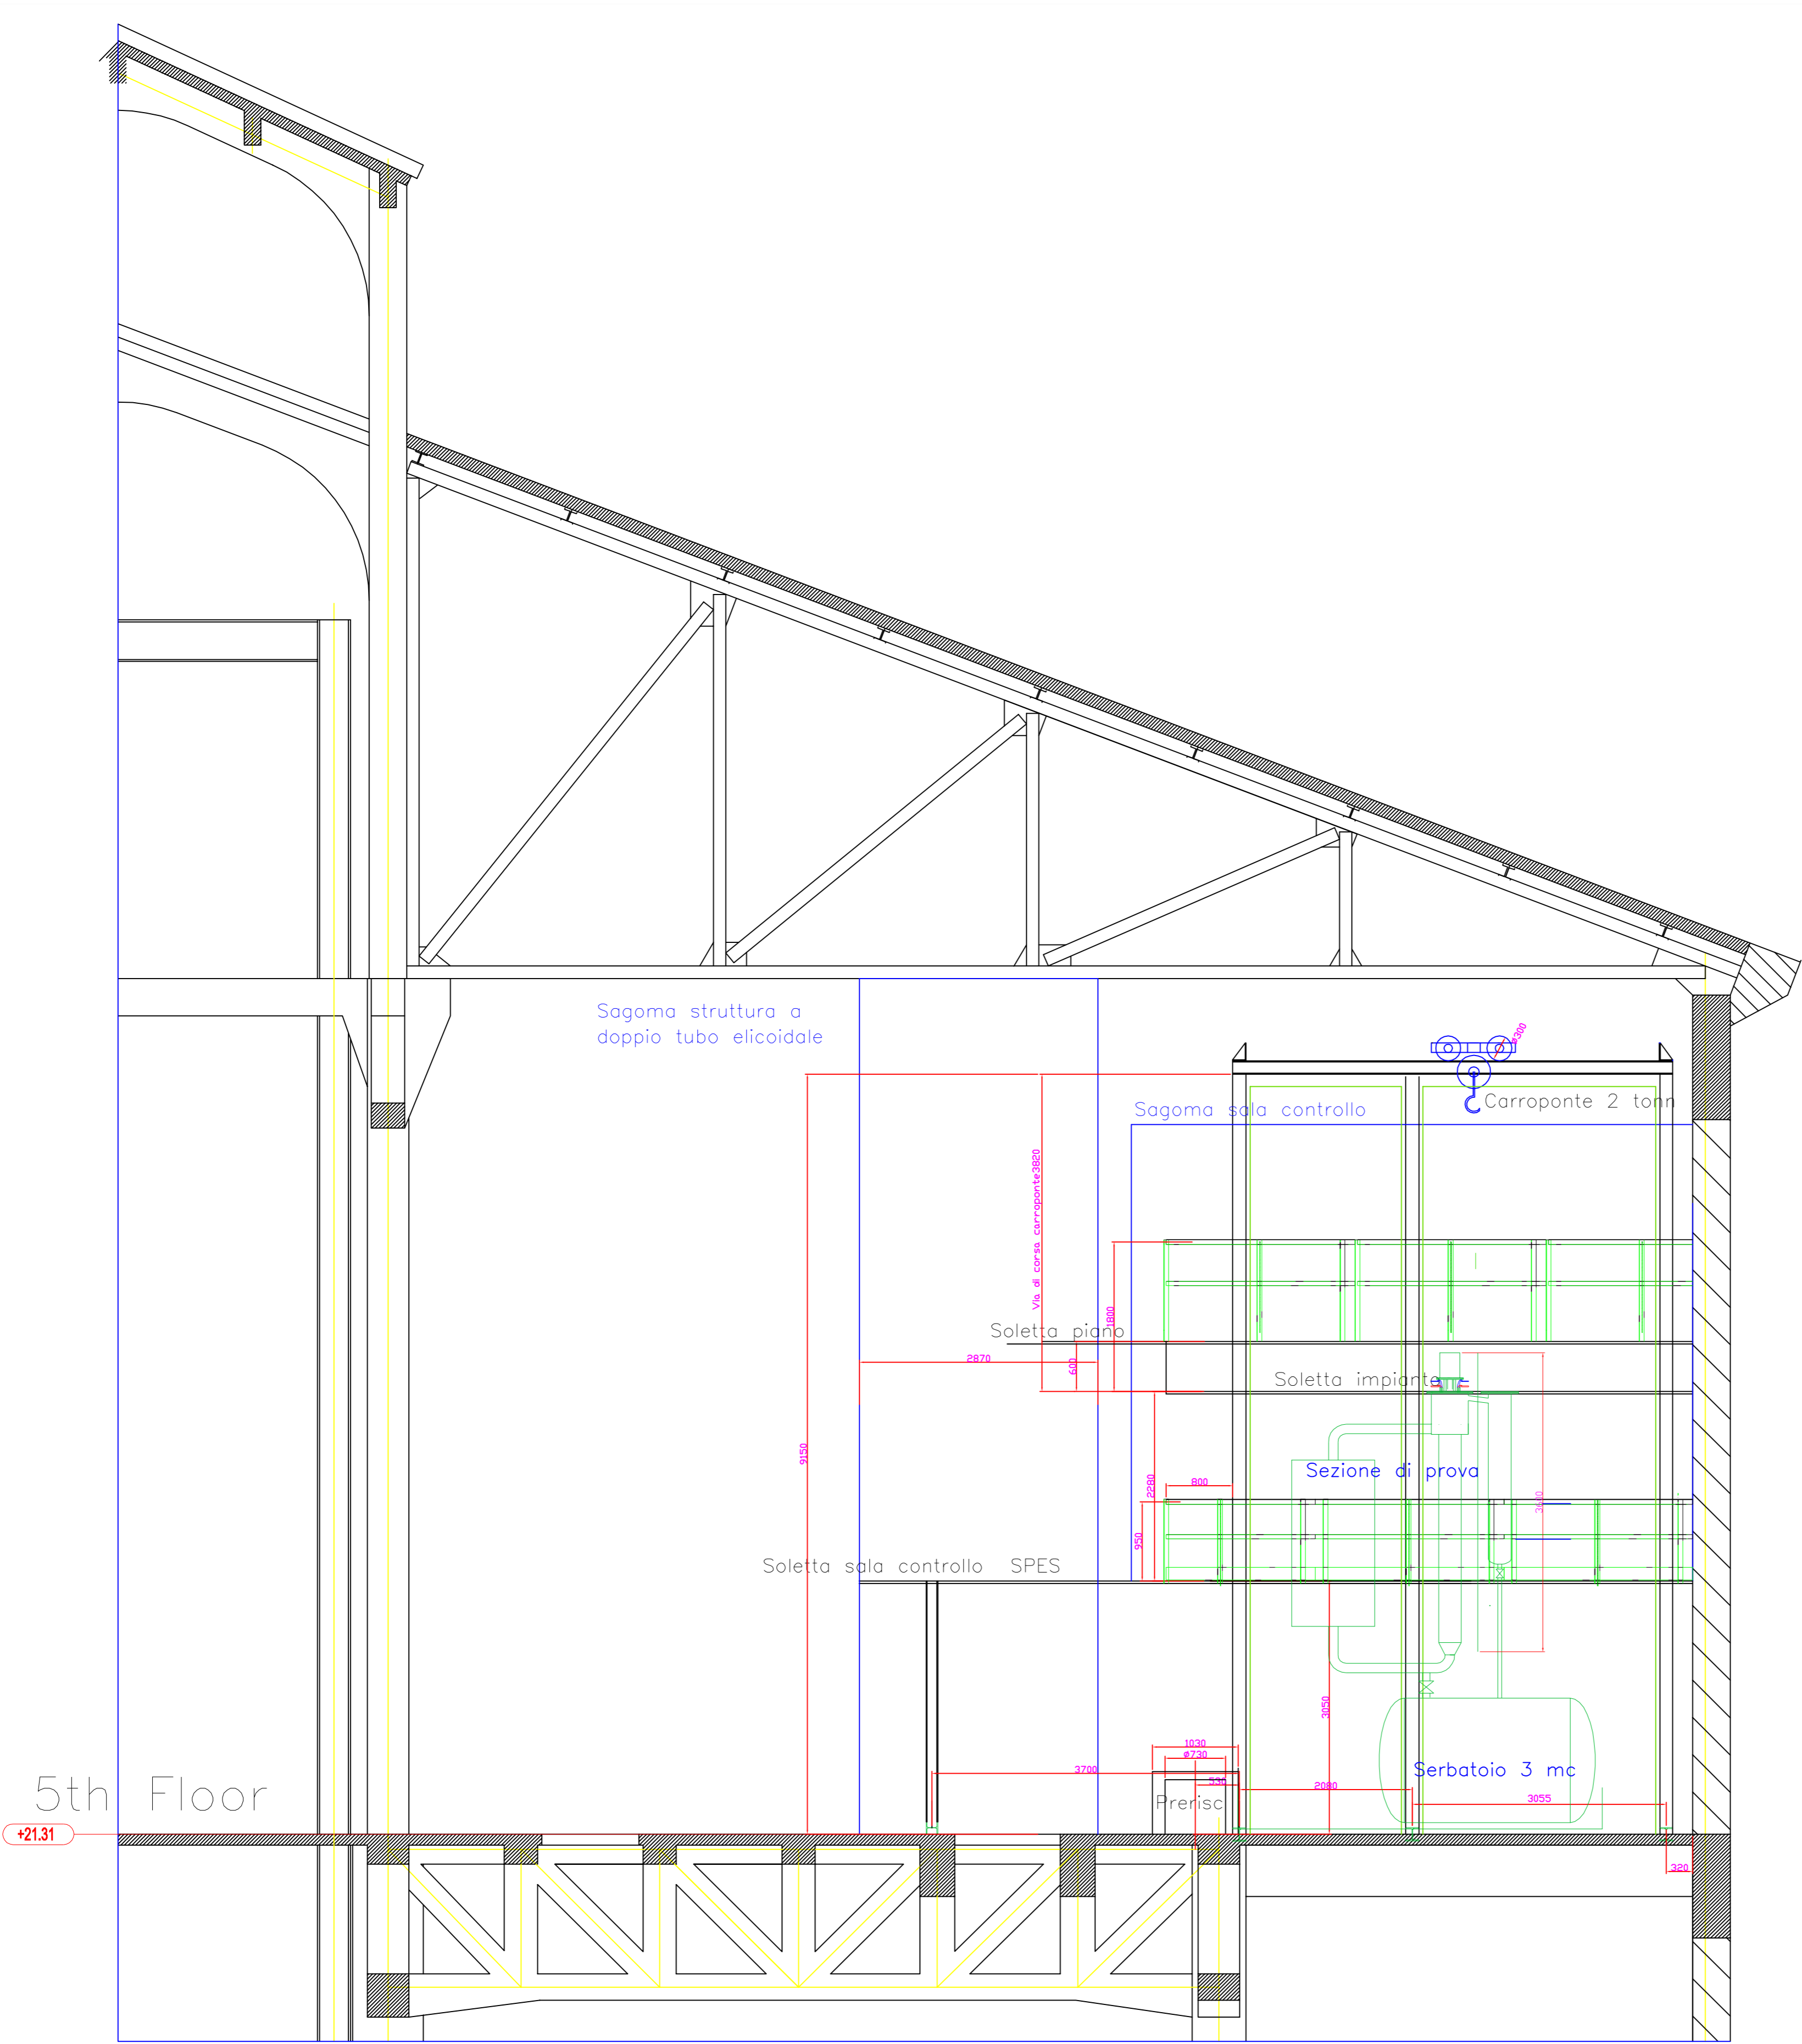 Sagoma struttura a
doppio tubo elicoidale
ø300
Carroponte 2 tonn
Sagoma sala controllo
Via di corsa carroponte3820
1800
Soletta piano
2870
600
Soletta impianto
9150
Sezione di prova
2280
800
3600
950
Soletta sala controllo SPES
3050
1030
ø730
3700
530
2080
Serbatoio 3 mc
3055
Prerisc
5th Floor
+21.31
320